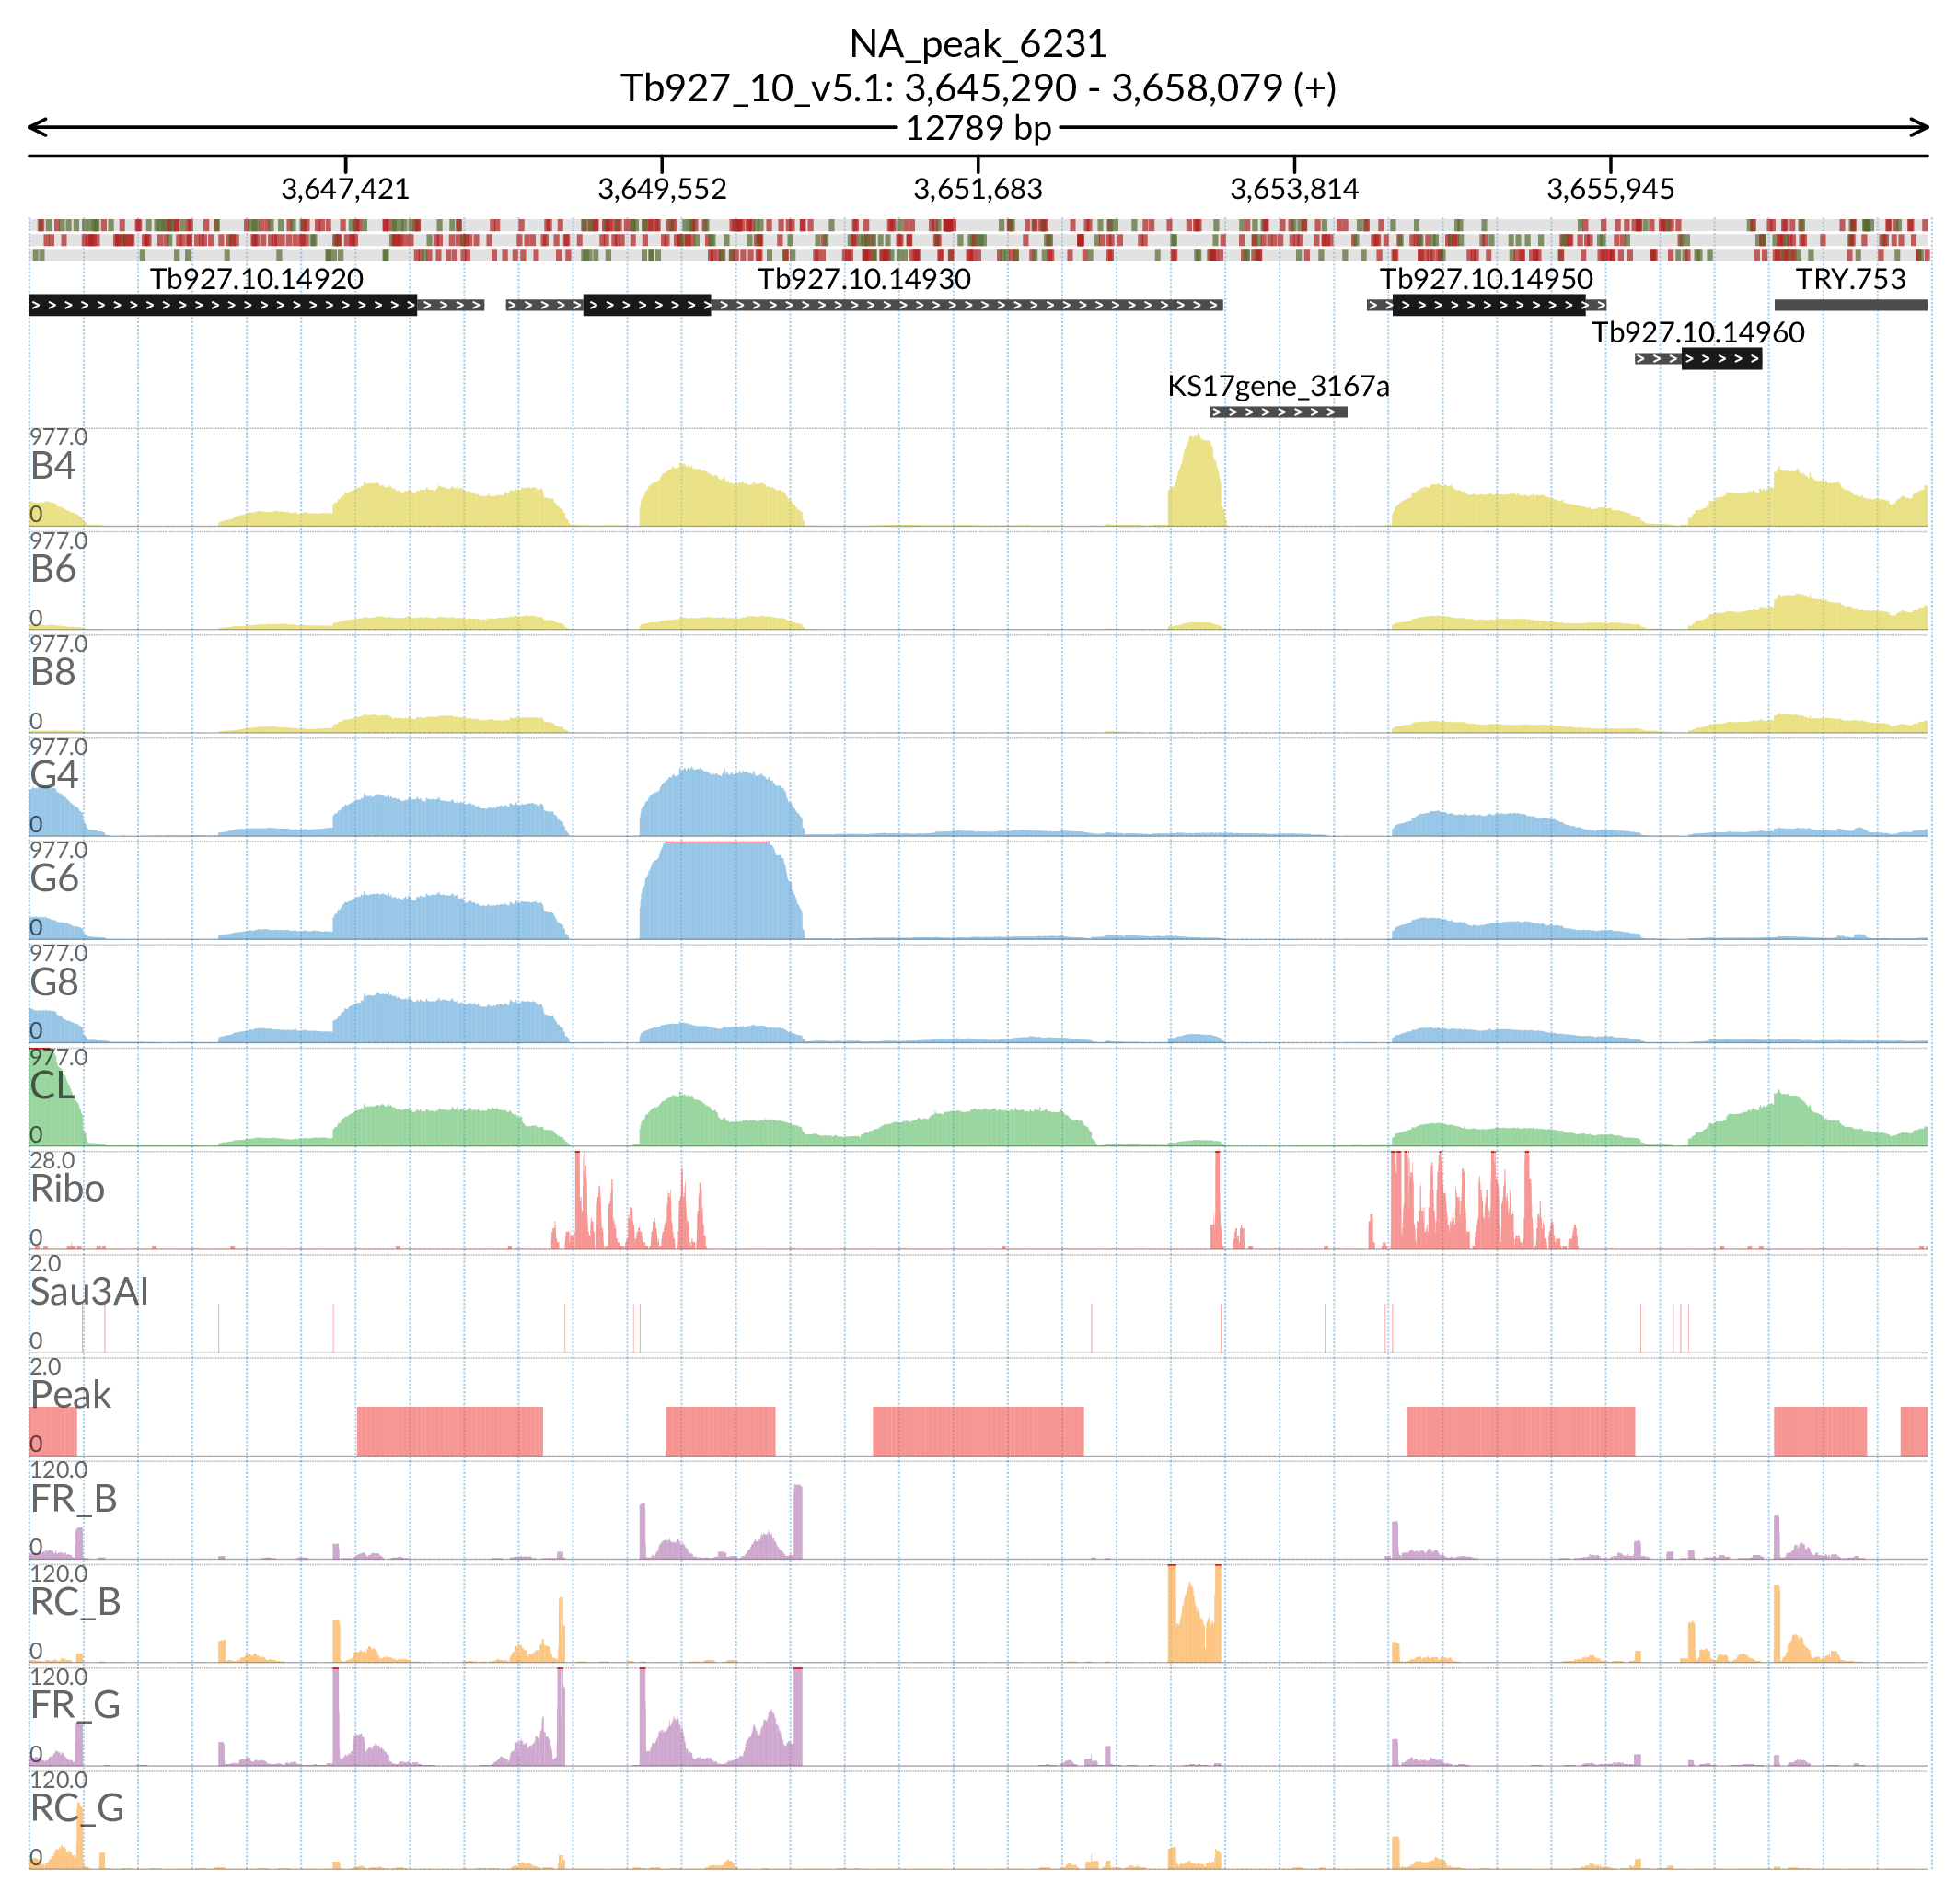 NA_peak_6231
Tb927_10_v5.1: 3,645,290 - 3,658,079 (+)
12789 bp
3,647,421 3,649,552 3,651,683 3,653,814 3,655,945
Tb927.10.14920 Tb927.10.14930 Tb927.10.14950 TRY.753
Tb927.10.14960
KS17gene_3167a
977.0
B4
0
977.0
B6
0
977.0
B8
0
977.0
G4
0
977.0
G6
0
977.0
G8
0
977.0
CL
0
28.0
Ribo
0
2.0
Sau3AI
0
2.0
Peak
0
120.0
FR_B
0
120.0
RC_B
0
120.0
FR_G
0
120.0
RC_G
0